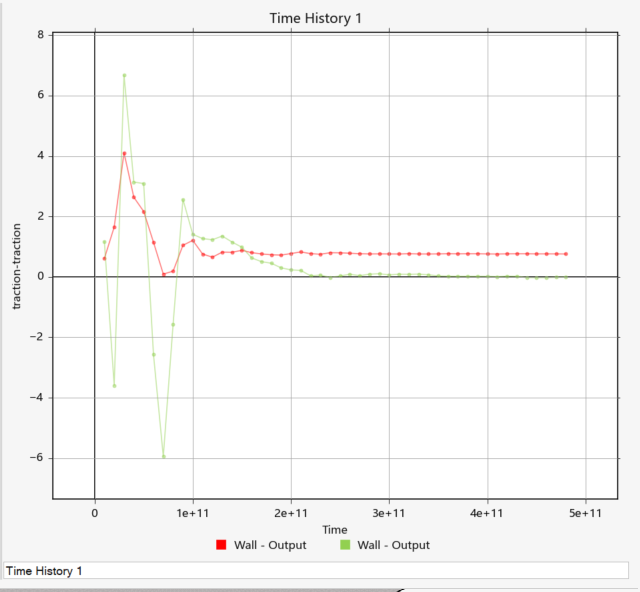 Time History 1
8
6
4
2
0
−2
−4
−6
traction-traction
0 1e+11 2e+11 3e+11 4e+11 5e+11
Time
Wall - Output Wall - Output
Time History 1